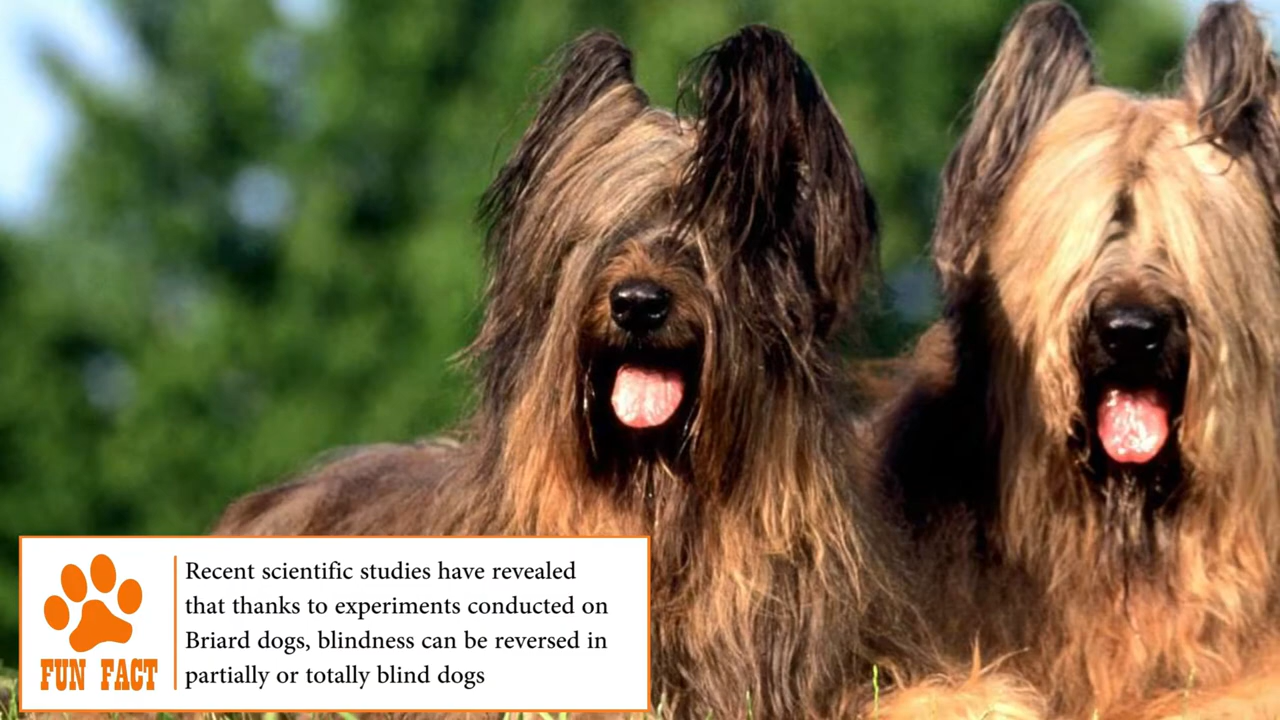 FUN FACT
Recent scientific studies have revealed
that thanks to experiments conducted on
Briard dogs, blindness can be reversed in
partially or totally blind dogs